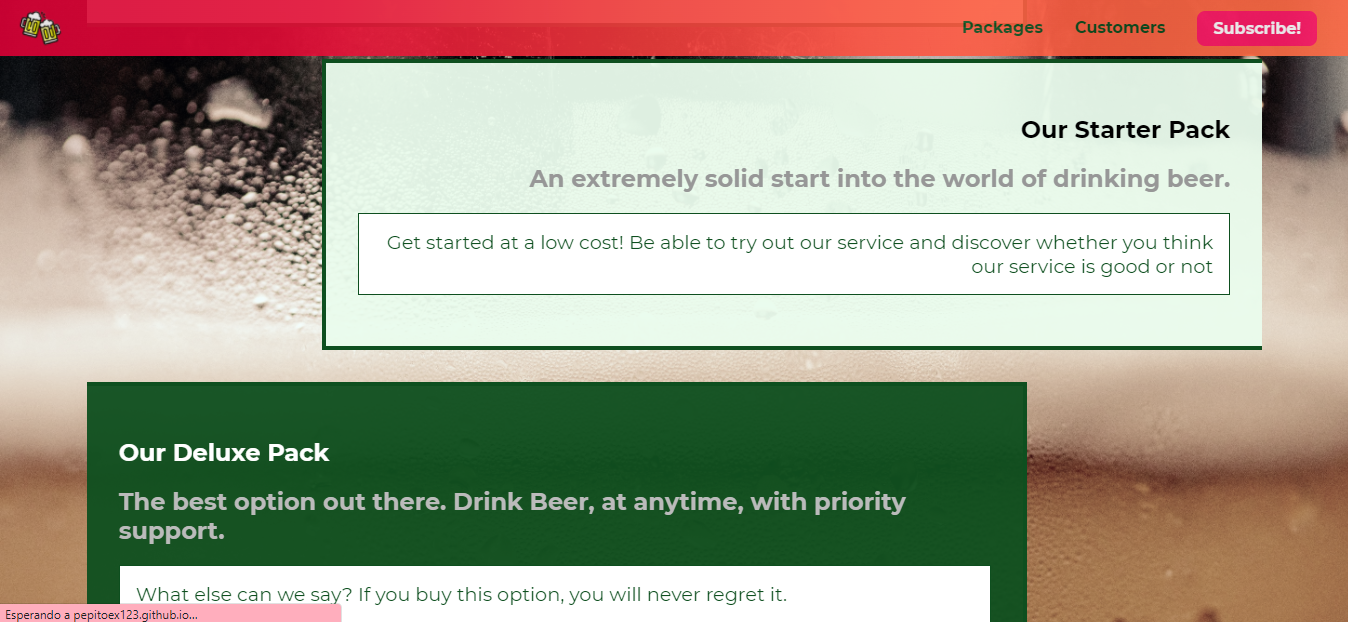 Packages Customers Subscribe!
Our Starter Pack
An extremely solid start into the world of drinking beer.
Get started at a low cost! Be able to try out our service and discover whether you think
our service is good or not
Our Deluxe Pack
The best option out there. Drink Beer, at anytime, with priority
support.
What else can we say? If you buy this option, you will never regret it.
Esperando a pepitoex123.github.io...